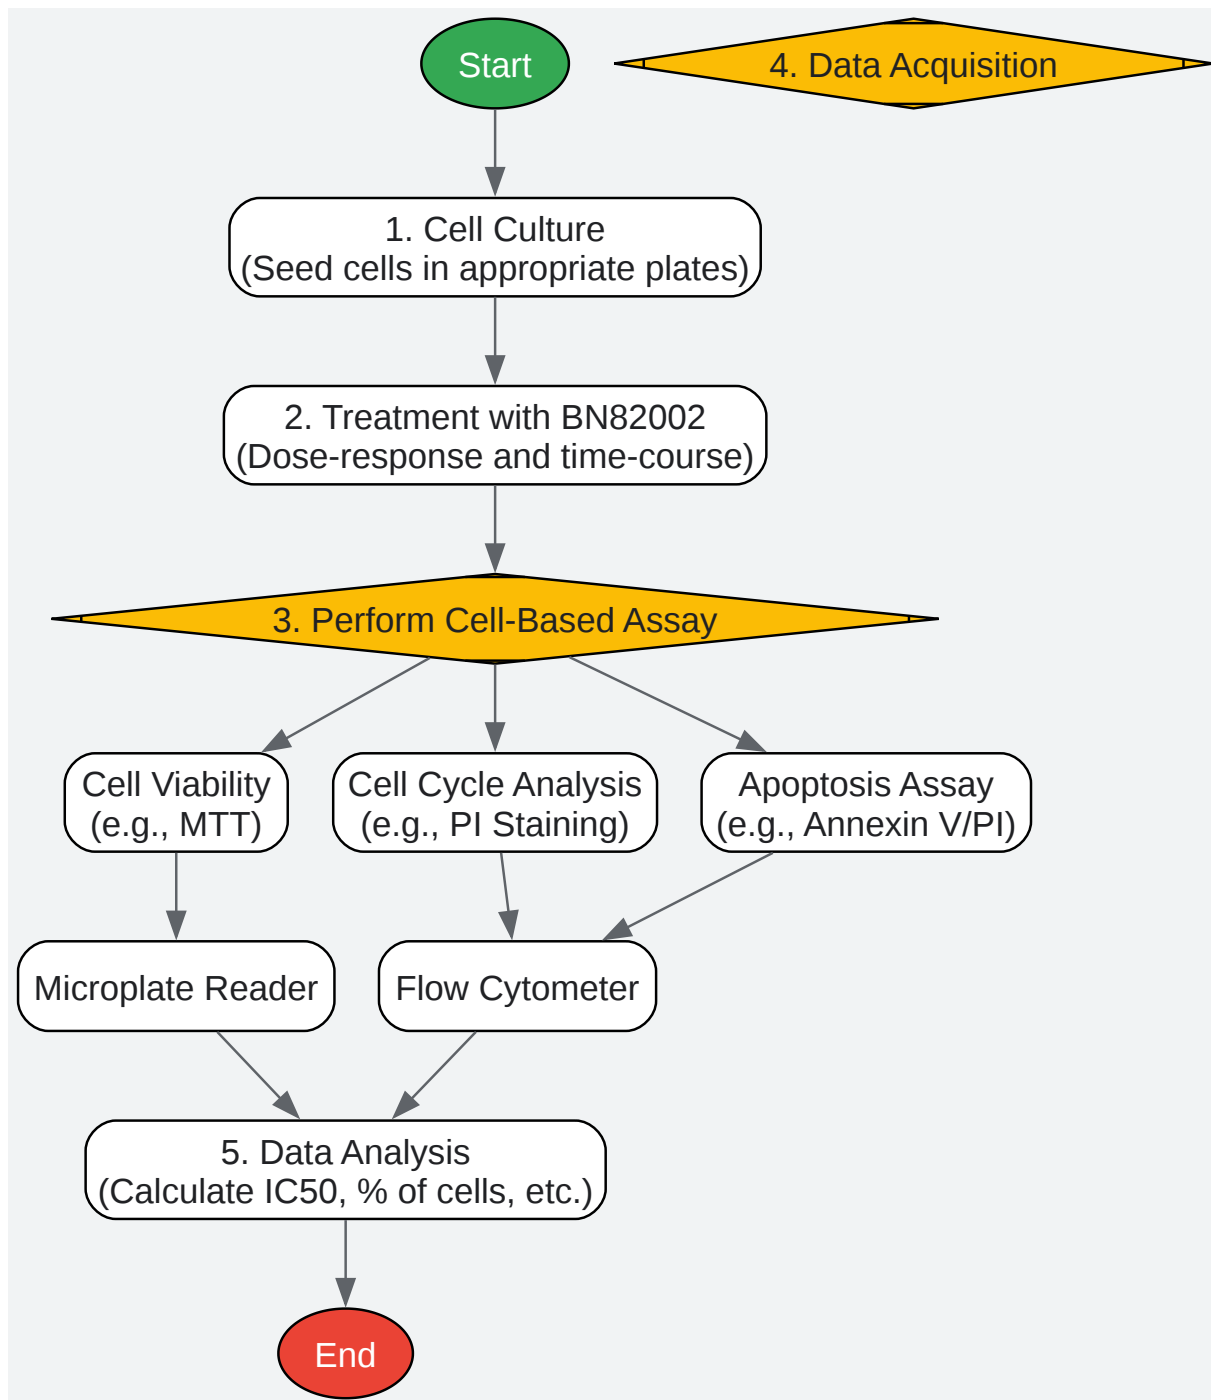 Start
4. Data Acquisition
1. Cell Culture
(Seed cells in appropriate plates)
2. Treatment with BN82002
(Dose-response and time-course)
3. Perform Cell-Based Assay
Cell Viability
(e.g., MTT)
Cell Cycle Analysis
(e.g., PI Staining)
Apoptosis Assay
(e.g., Annexin V/PI)
Microplate Reader
Flow Cytometer
5. Data Analysis
(Calculate IC50, % of cells, etc.)
End